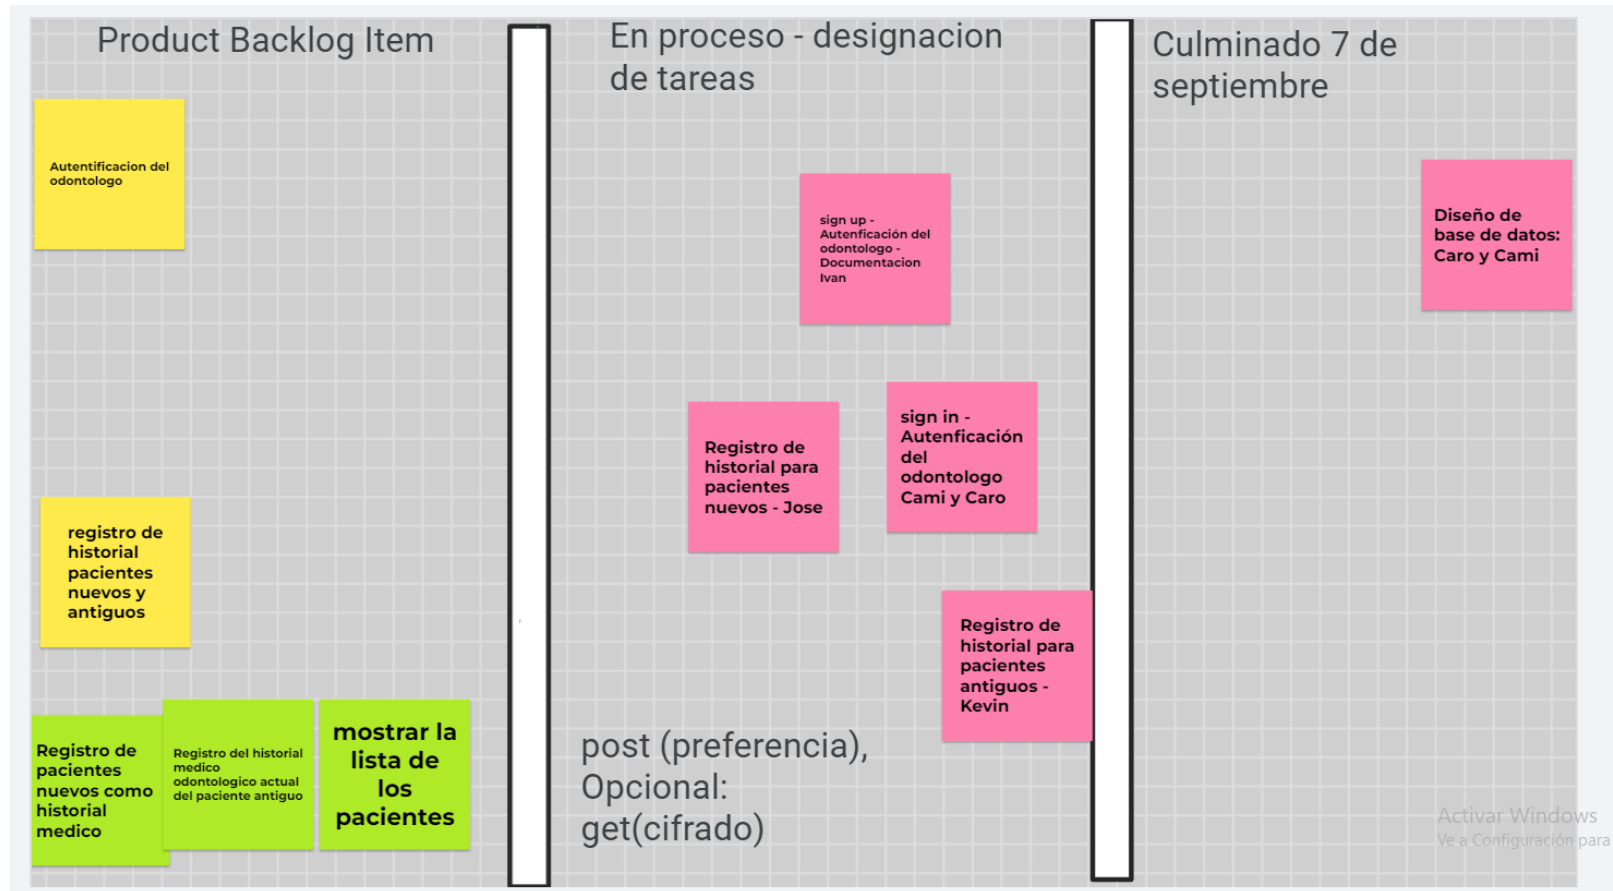 Product Backlog Item
Autentificacion del
odontologo
registro de
historial
pacientes
nuevos y
antiguos
Registro de
pacientes
nuevos como
historial
medico
Registro del historial
medico
odontologico actual
del paciente antiguo
mostrar la
lista de
los
pacientes
En proceso - designacion
de tareas
sign up -
Autenficación del
odontologo -
Documentacion
Ivan
Registro de
historial para
pacientes
nuevos - Jose
sign in -
Autenficación
del
odontologo
Cami y Caro
Registro de
historial para
pacientes
antiguos -
Kevin
post (preferencia),
Opcional:
get(cifrado)
Culminado 7 de
septiembre
Diseño de
base de datos:
Caro y Cami
Activar Windows
Ve a Configuración para